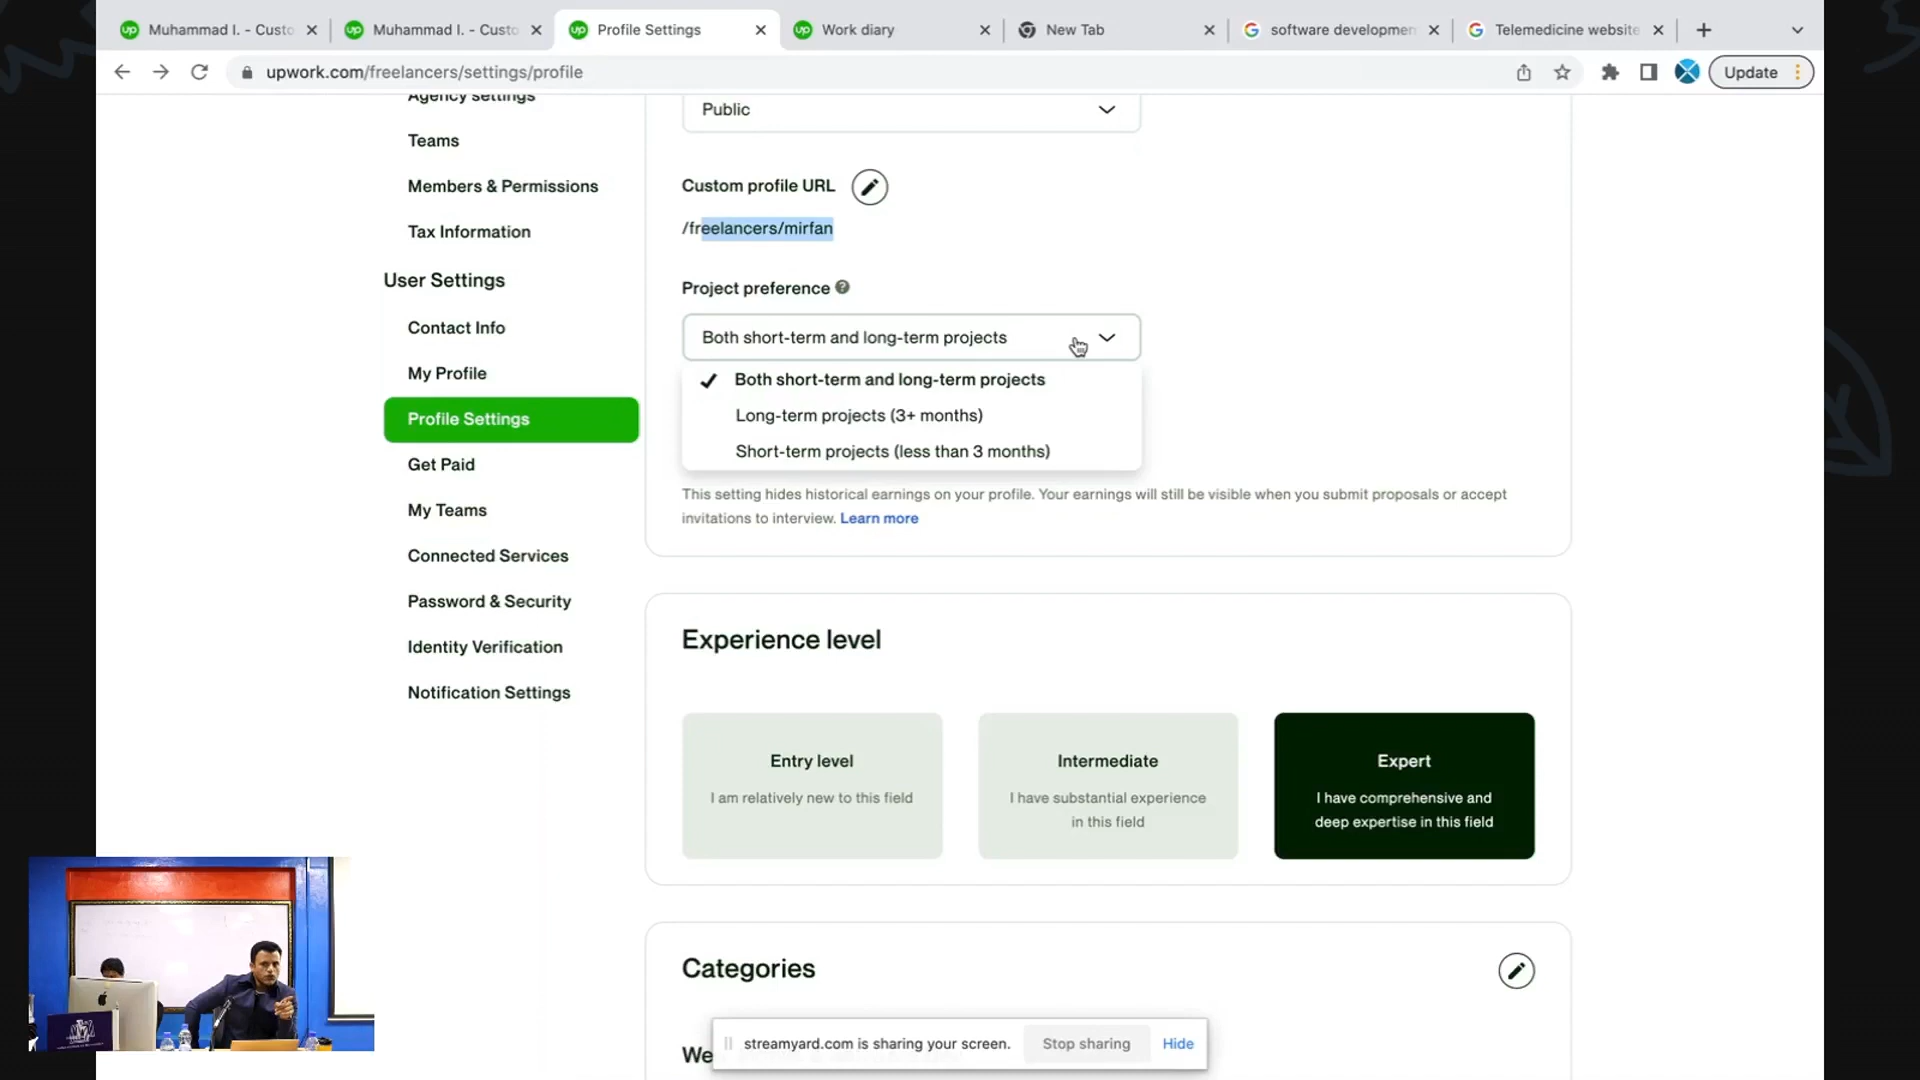 Muhammad I. - Custo
Muhammad I. - Custo
Profile Settings
Work diary
New Tab
software developmen
Telemedicine website
upwork.com/freelancers/settings/profile
Update
Agency settings
Teams
Members & Permissions
Tax Information
User Settings
Contact Info
My Profile
Profile Settings
Get Paid
My Teams
Connected Services
Password & Security
Identity Verification
Notification Settings
Public
Custom profile URL
/freelancers/mirfan
Project preference
Both short-term and long-term projects
Both short-term and long-term projects
Long-term projects (3+ months)
Short-term projects (less than 3 months)
This setting hides historical earnings on your profile. Your earnings will still be visible when you submit proposals or accept
invitations to interview. Learn more
Experience level
Entry level
I am relatively new to this field
Intermediate
I have substantial experience
in this field
Expert
I have comprehensive and
deep expertise in this field
Categories
We
streamyard.com is sharing your screen.
Stop sharing
Hide